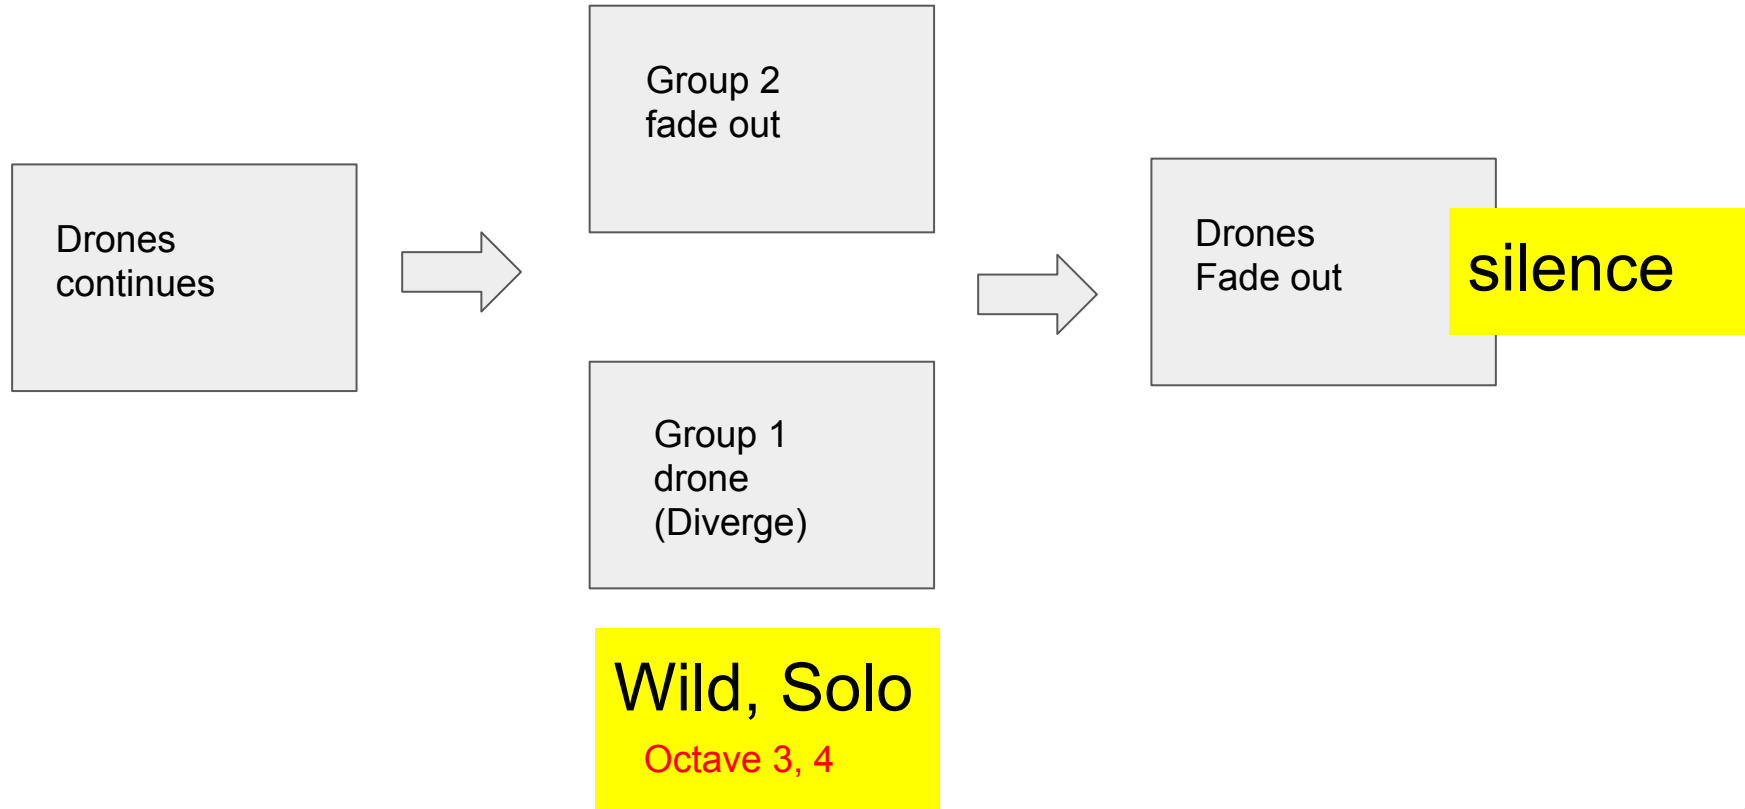 Drones
continues
Group 2
fade out
Group 1
drone
(Diverge)
Wild, Solo
Octave 3, 4
Drones
Fade out
silence